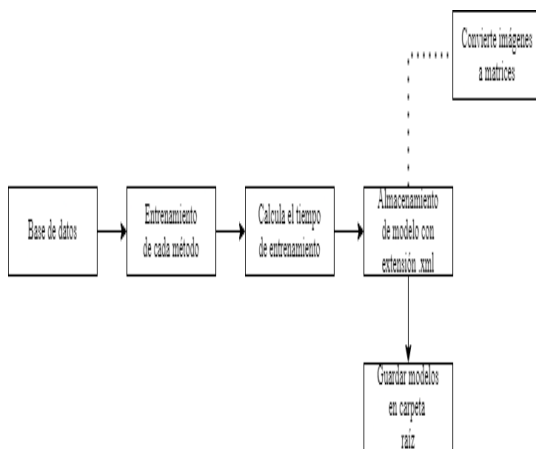 Convierte imágenes
a matrices
Base de datos
Entrenamiento
de cada método
Calcula el tiempo
de entrenamiento
Almacenamiento
de modelo con
extensión .xml
Guardar modelos
en carpeta
raíz